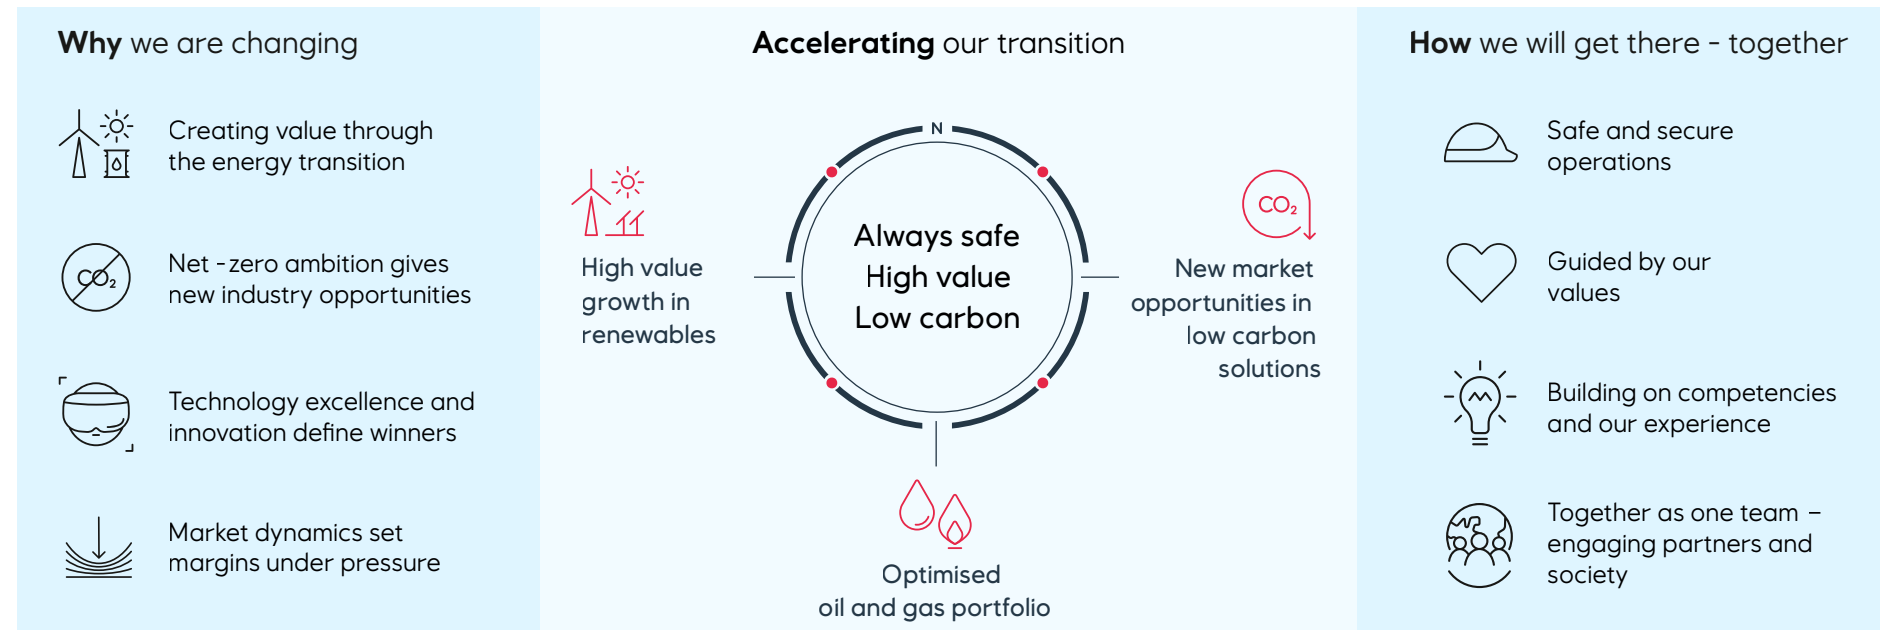 Why we are changing
Creating value through
the energy transition
CO2
Net -zero ambition gives
new industry opportunities
Technology excellence and
innovation define winners
Market dynamics set
margins under pressure
Accelerating our transition
N
Always safe
High value
Low carbon
High value
growth in
renewables
CO2
New market
opportunities in
low carbon
solutions
Optimised
oil and gas portfolio
How we will get there - together
Safe and secure
operations
Guided by our
values
Building on competencies
and our experience
Together as one team –
engaging partners and
society